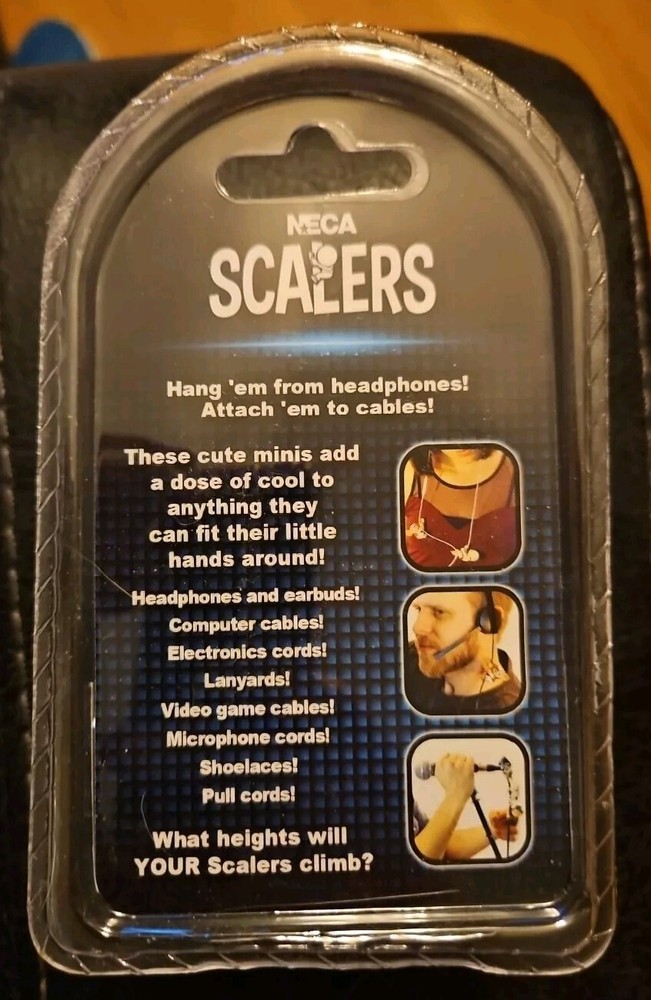 NECA
SCALERS
Hang 'em from headphones!
Attach 'em to cables!
These cute minis add
a dose of cool to
anything they
can fit their little
hands around!
Headphones and earbuds!
Computer cables!
Electronics cords!
Lanyards!
Video game cables!
Microphone cords!
Shoelaces!
Pull cords!
What heights will
YOUR Scalers climb?